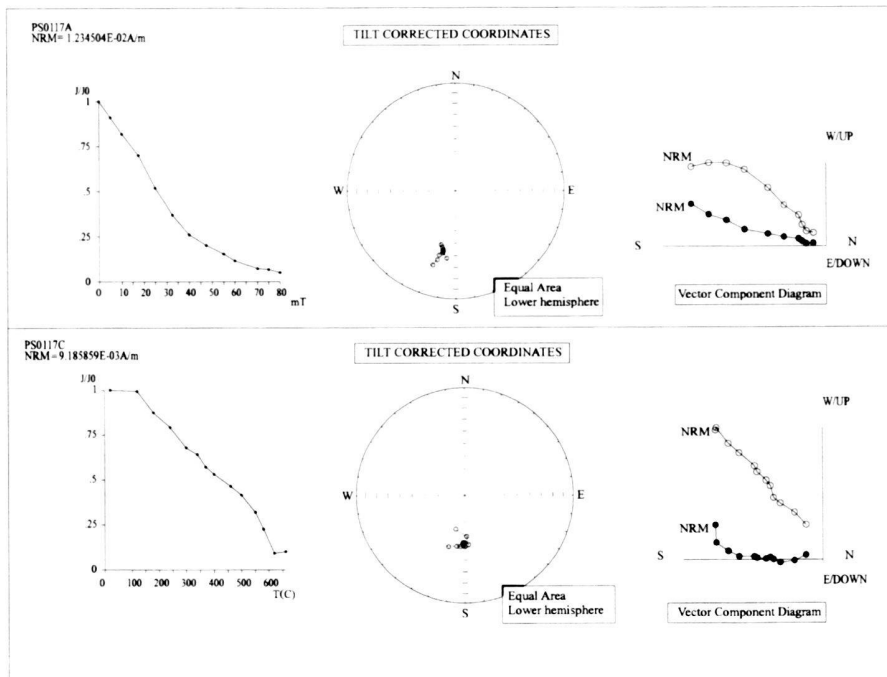 PS0117A
NRM= 1.234504E-02A/m
TILT CORRECTED COORDINATES
J/J0
1
.75
.5
.25
0
0 10 20 30 40 50 60 70 80
mT
N
W
E
S
Equal Area
Lower hemisphere
W/UP
NRM
NRM
S
N
E/DOWN
Vector Component Diagram
PS0117C
NRM= 9.185859E-03A/m
TILT CORRECTED COORDINATES
J/J0
1
.75
.5
.25
0
0 100 200 300 400 500 600
T(C)
N
W
E
S
Equal Area
Lower hemisphere
W/UP
NRM
NRM
S
N
E/DOWN
Vector Component Diagram